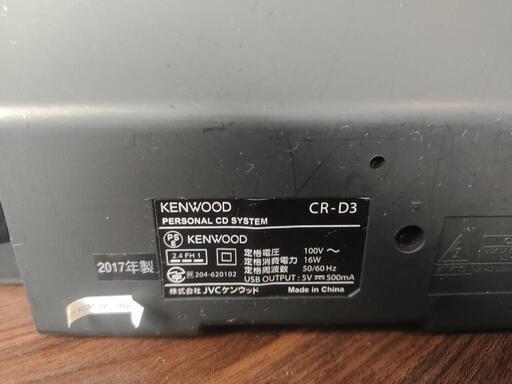 KENWOOD CR-D3
PERSONAL CD SYSTEM
PS E KENWOOD
2.4 FH 1
定格電圧 100V 〜
定格消費電力 16W
定格周波数 50/60Hz
USB OUTPUT : 5V ⎓ 500mA
204-620102
株式会社 JVCケンウッド Made in China
2017年製